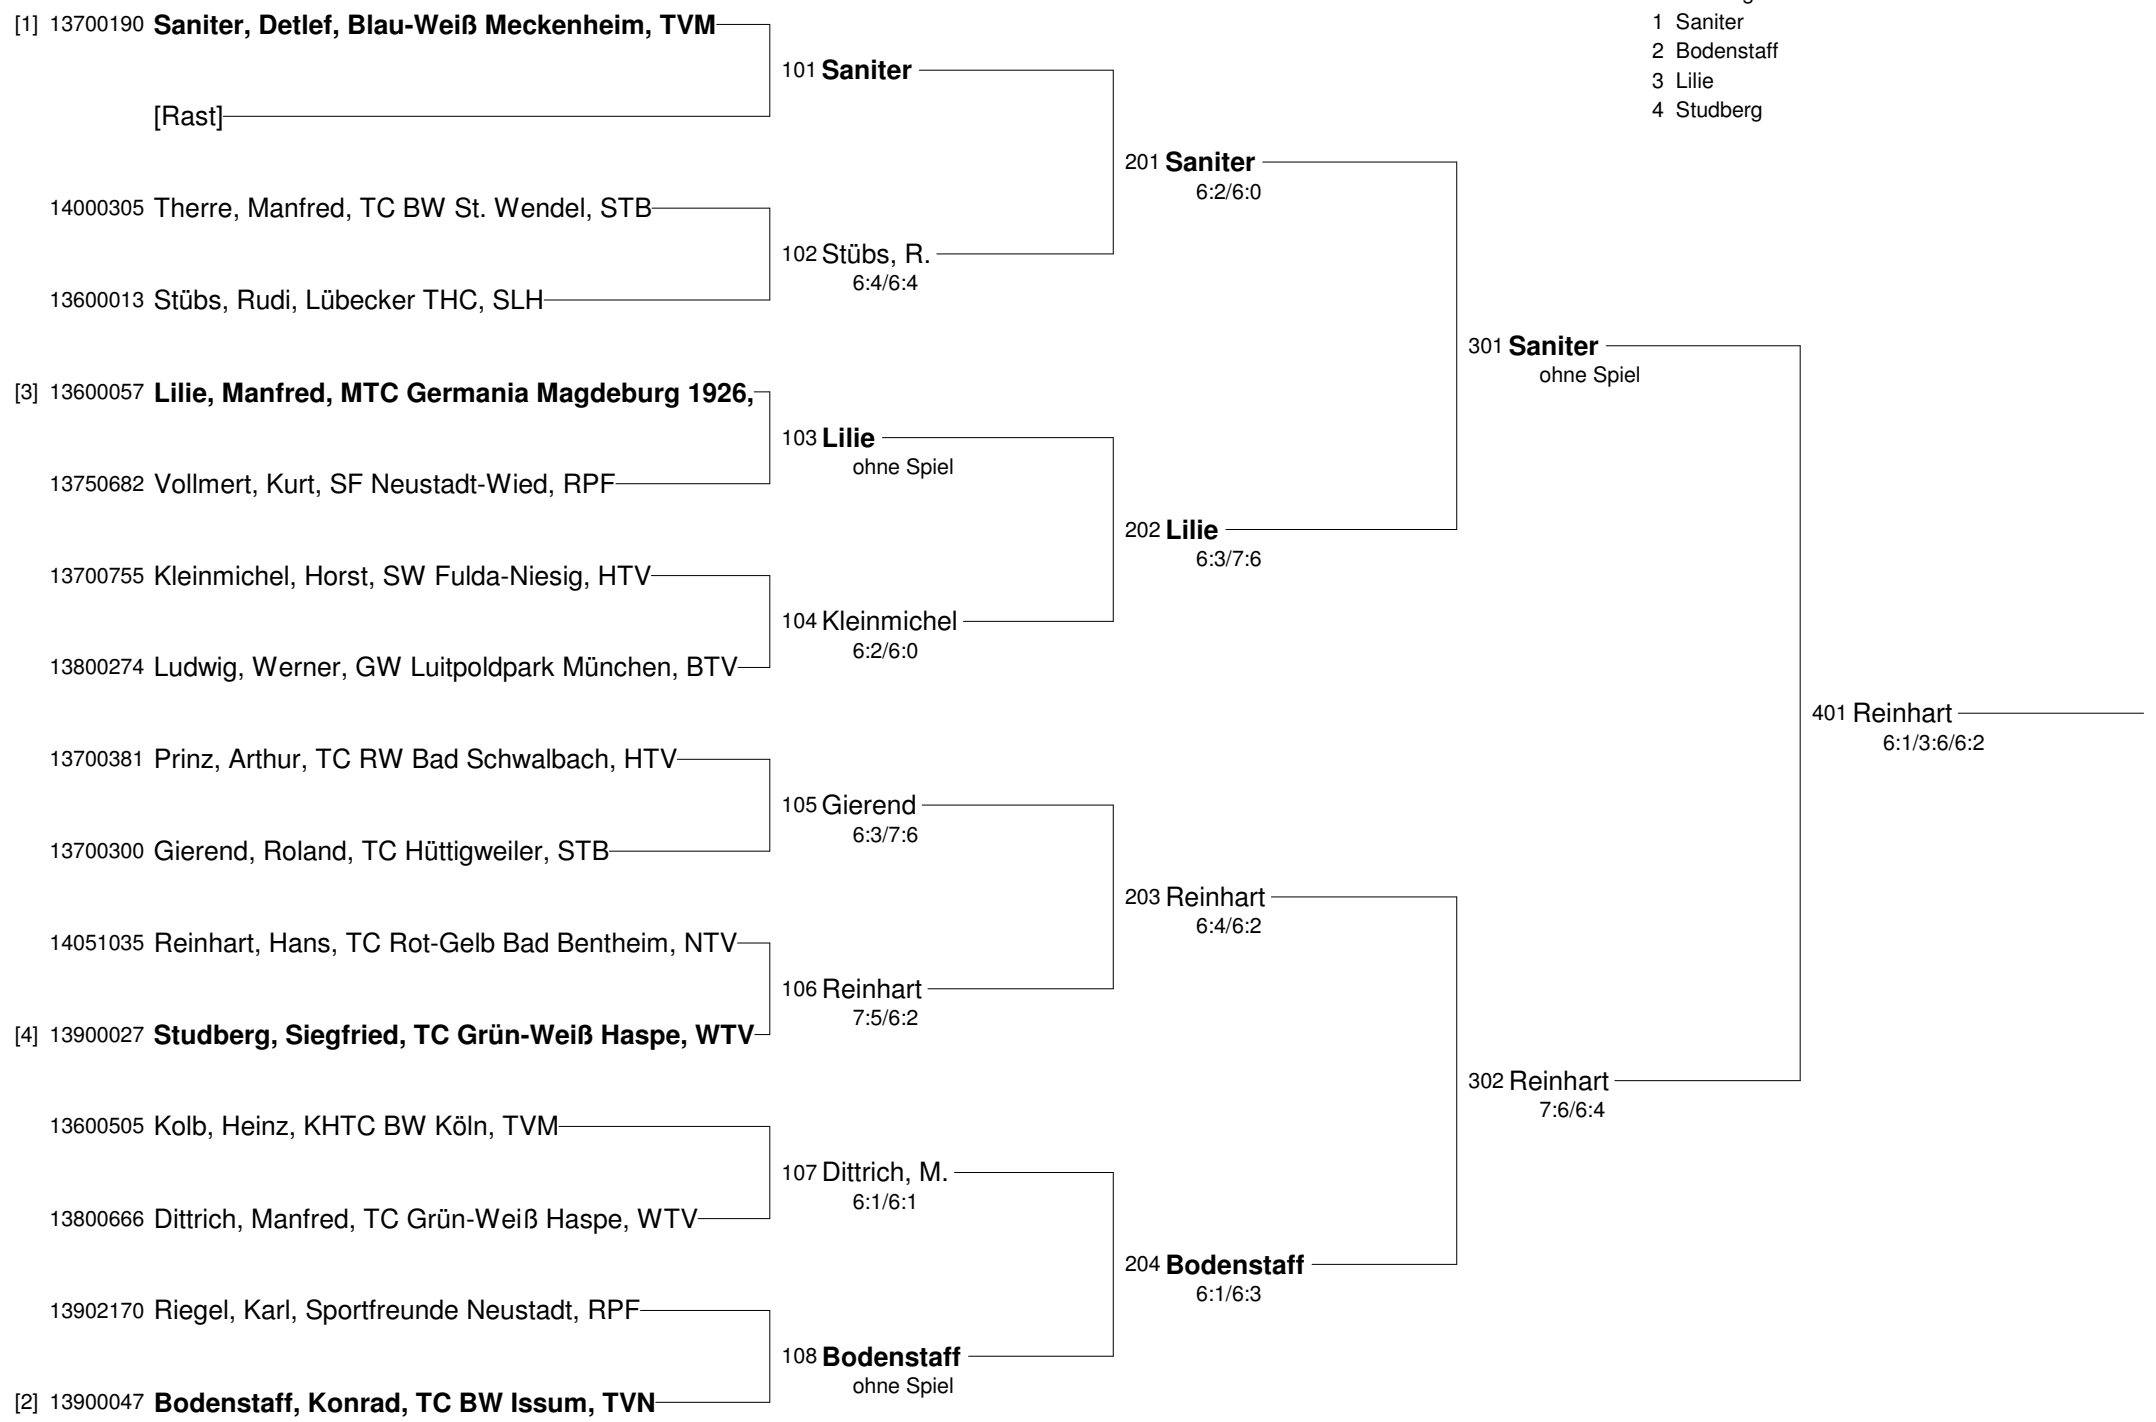 [1] 13700190 Saniter, Detlef, Blau-Weiß Meckenheim, TVM
[Rast]
14000305 Therre, Manfred, TC BW St. Wendel, STB
13600013 Stübs, Rudi, Lübecker THC, SLH
[3] 13600057 Lilie, Manfred, MTC Germania Magdeburg 1926,
13750682 Vollmert, Kurt, SF Neustadt-Wied, RPF
13700755 Kleinmichel, Horst, SW Fulda-Niesig, HTV
13800274 Ludwig, Werner, GW Luitpoldpark München, BTV
13700381 Prinz, Arthur, TC RW Bad Schwalbach, HTV
13700300 Gierend, Roland, TC Hüttigweiler, STB
14051035 Reinhart, Hans, TC Rot-Gelb Bad Bentheim, NTV
[4] 13900027 Studberg, Siegfried, TC Grün-Weiß Haspe, WTV
13600505 Kolb, Heinz, KHTC BW Köln, TVM
13800666 Dittrich, Manfred, TC Grün-Weiß Haspe, WTV
13902170 Riegel, Karl, Sportfreunde Neustadt, RPF
[2] 13900047 Bodenstaff, Konrad, TC BW Issum, TVN
101 Saniter
102 Stübs, R.
6:4/6:4
103 Lilie
ohne Spiel
104 Kleinmichel
6:2/6:0
105 Gierend
6:3/7:6
106 Reinhart
7:5/6:2
107 Dittrich, M.
6:1/6:1
108 Bodenstaff
ohne Spiel
201 Saniter
6:2/6:0
202 Lilie
6:3/7:6
203 Reinhart
6:4/6:2
204 Bodenstaff
6:1/6:3
301 Saniter
ohne Spiel
302 Reinhart
7:6/6:4
401 Reinhart
6:1/3:6/6:2
1 Saniter
2 Bodenstaff
3 Lilie
4 Studberg